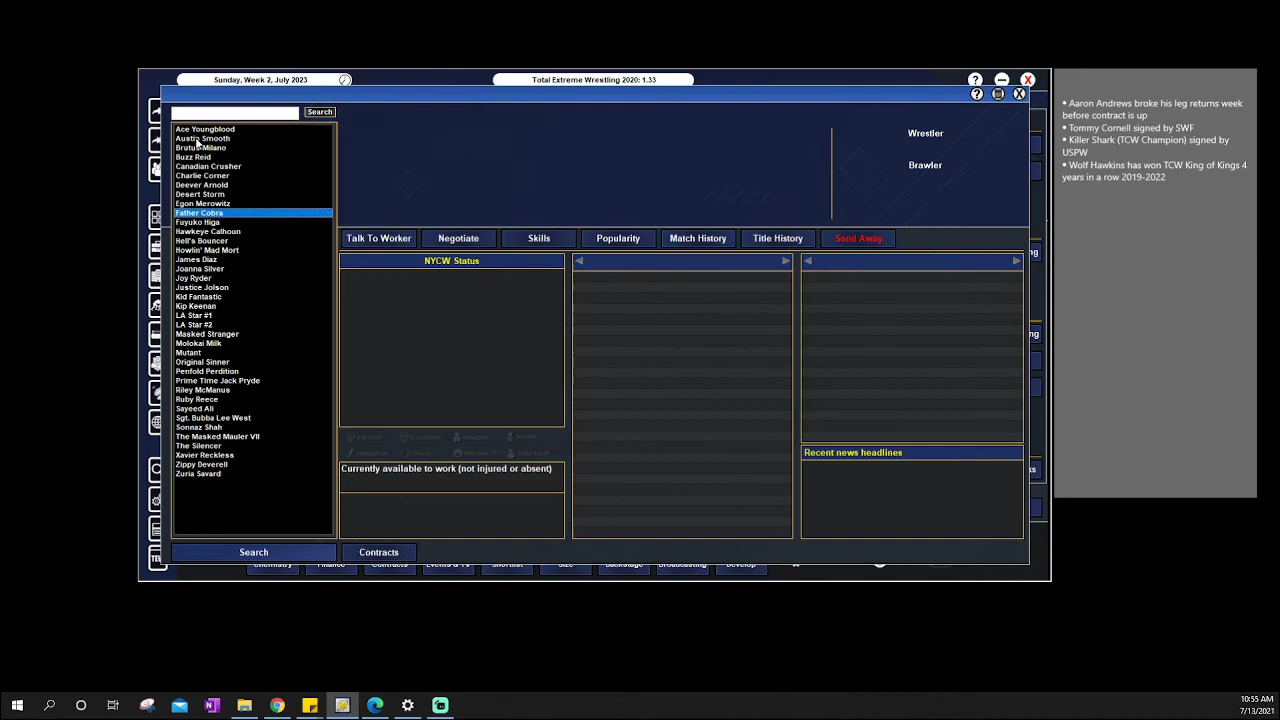 Sunday, Week 2, July 2023
Total Extreme Wrestling 2020: 1.33
?
X
?
X
Search
Ace Youngblood
Austin Smooth
Brutus Milano
Buzz Reid
Canadian Crusher
Charlie Corner
Deever Arnold
Desert Storm
Egon Merowitz
Father Cobra
Fuyuko Higa
Hawkeye Calhoun
Hell's Bouncer
Howlin' Mad Mort
James Diaz
Joanna Silver
Joy Ryder
Justice Jolson
Kid Fantastic
Kip Keenan
LA Star #1
LA Star #2
Masked Stranger
Molokai Milk
Mutant
Original Sinner
Penfold Perdition
Prime Time Jack Pryde
Riley McManus
Ruby Reece
Sayeed Ali
Sgt. Bubba Lee West
Sonnaz Shah
The Masked Mauler VII
The Silencer
Xavier Reckless
Zippy Deverell
Zuria Savard
Search
Contracts
Wrestler
Brawler
Talk To Worker
Negotiate
Skills
Popularity
Match History
Title History
Send Away
NYCW Status
Currently available to work (not injured or absent)
Recent news headlines
Chemistry
Finance
Contracts
Events & TV
Shortlist
Size
Backstage
Broadcasting
Develop
• Aaron Andrews broke his leg returns week
before contract is up
• Tommy Cornell signed by SWF
• Killer Shark (TCW Champion) signed by
USPW
• Wolf Hawkins has won TCW King of Kings 4
years in a row 2019-2022
10:55 AM
7/13/2021